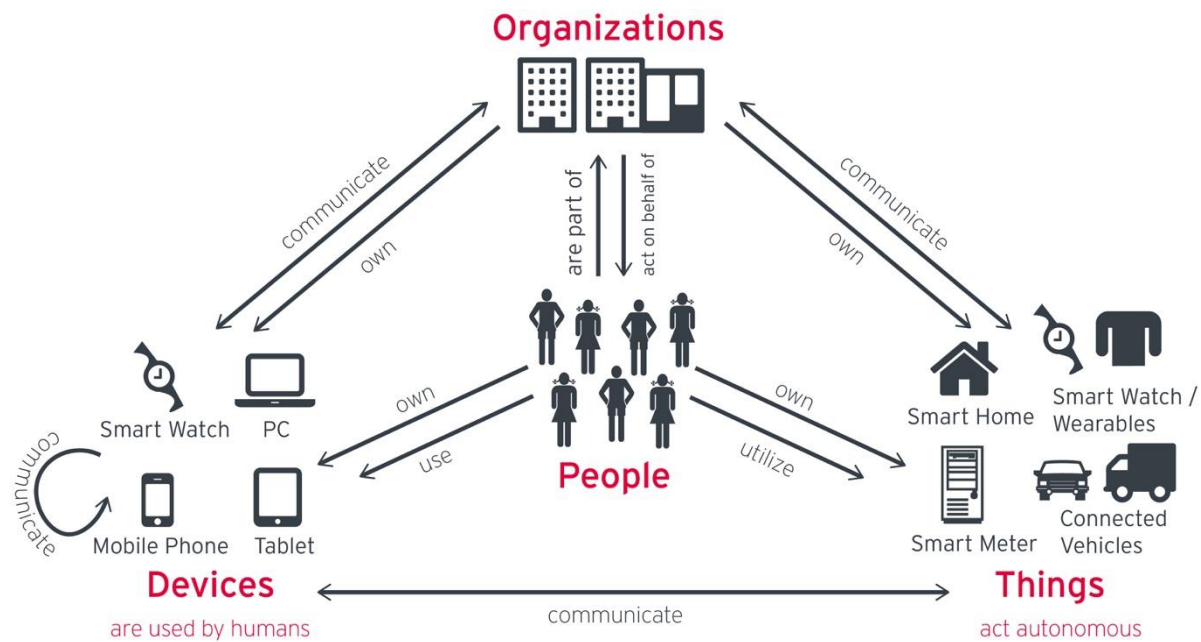 Organizations
communicate
own
are part of
act on behalf of
communicate
own
Smart Watch
PC
communicate
Mobile Phone
Tablet
Devices
are used by humans
own
use
People
own
utilize
Smart Home
Smart Watch /
Wearables
Smart Meter
Connected
Vehicles
Things
act autonomous
communicate